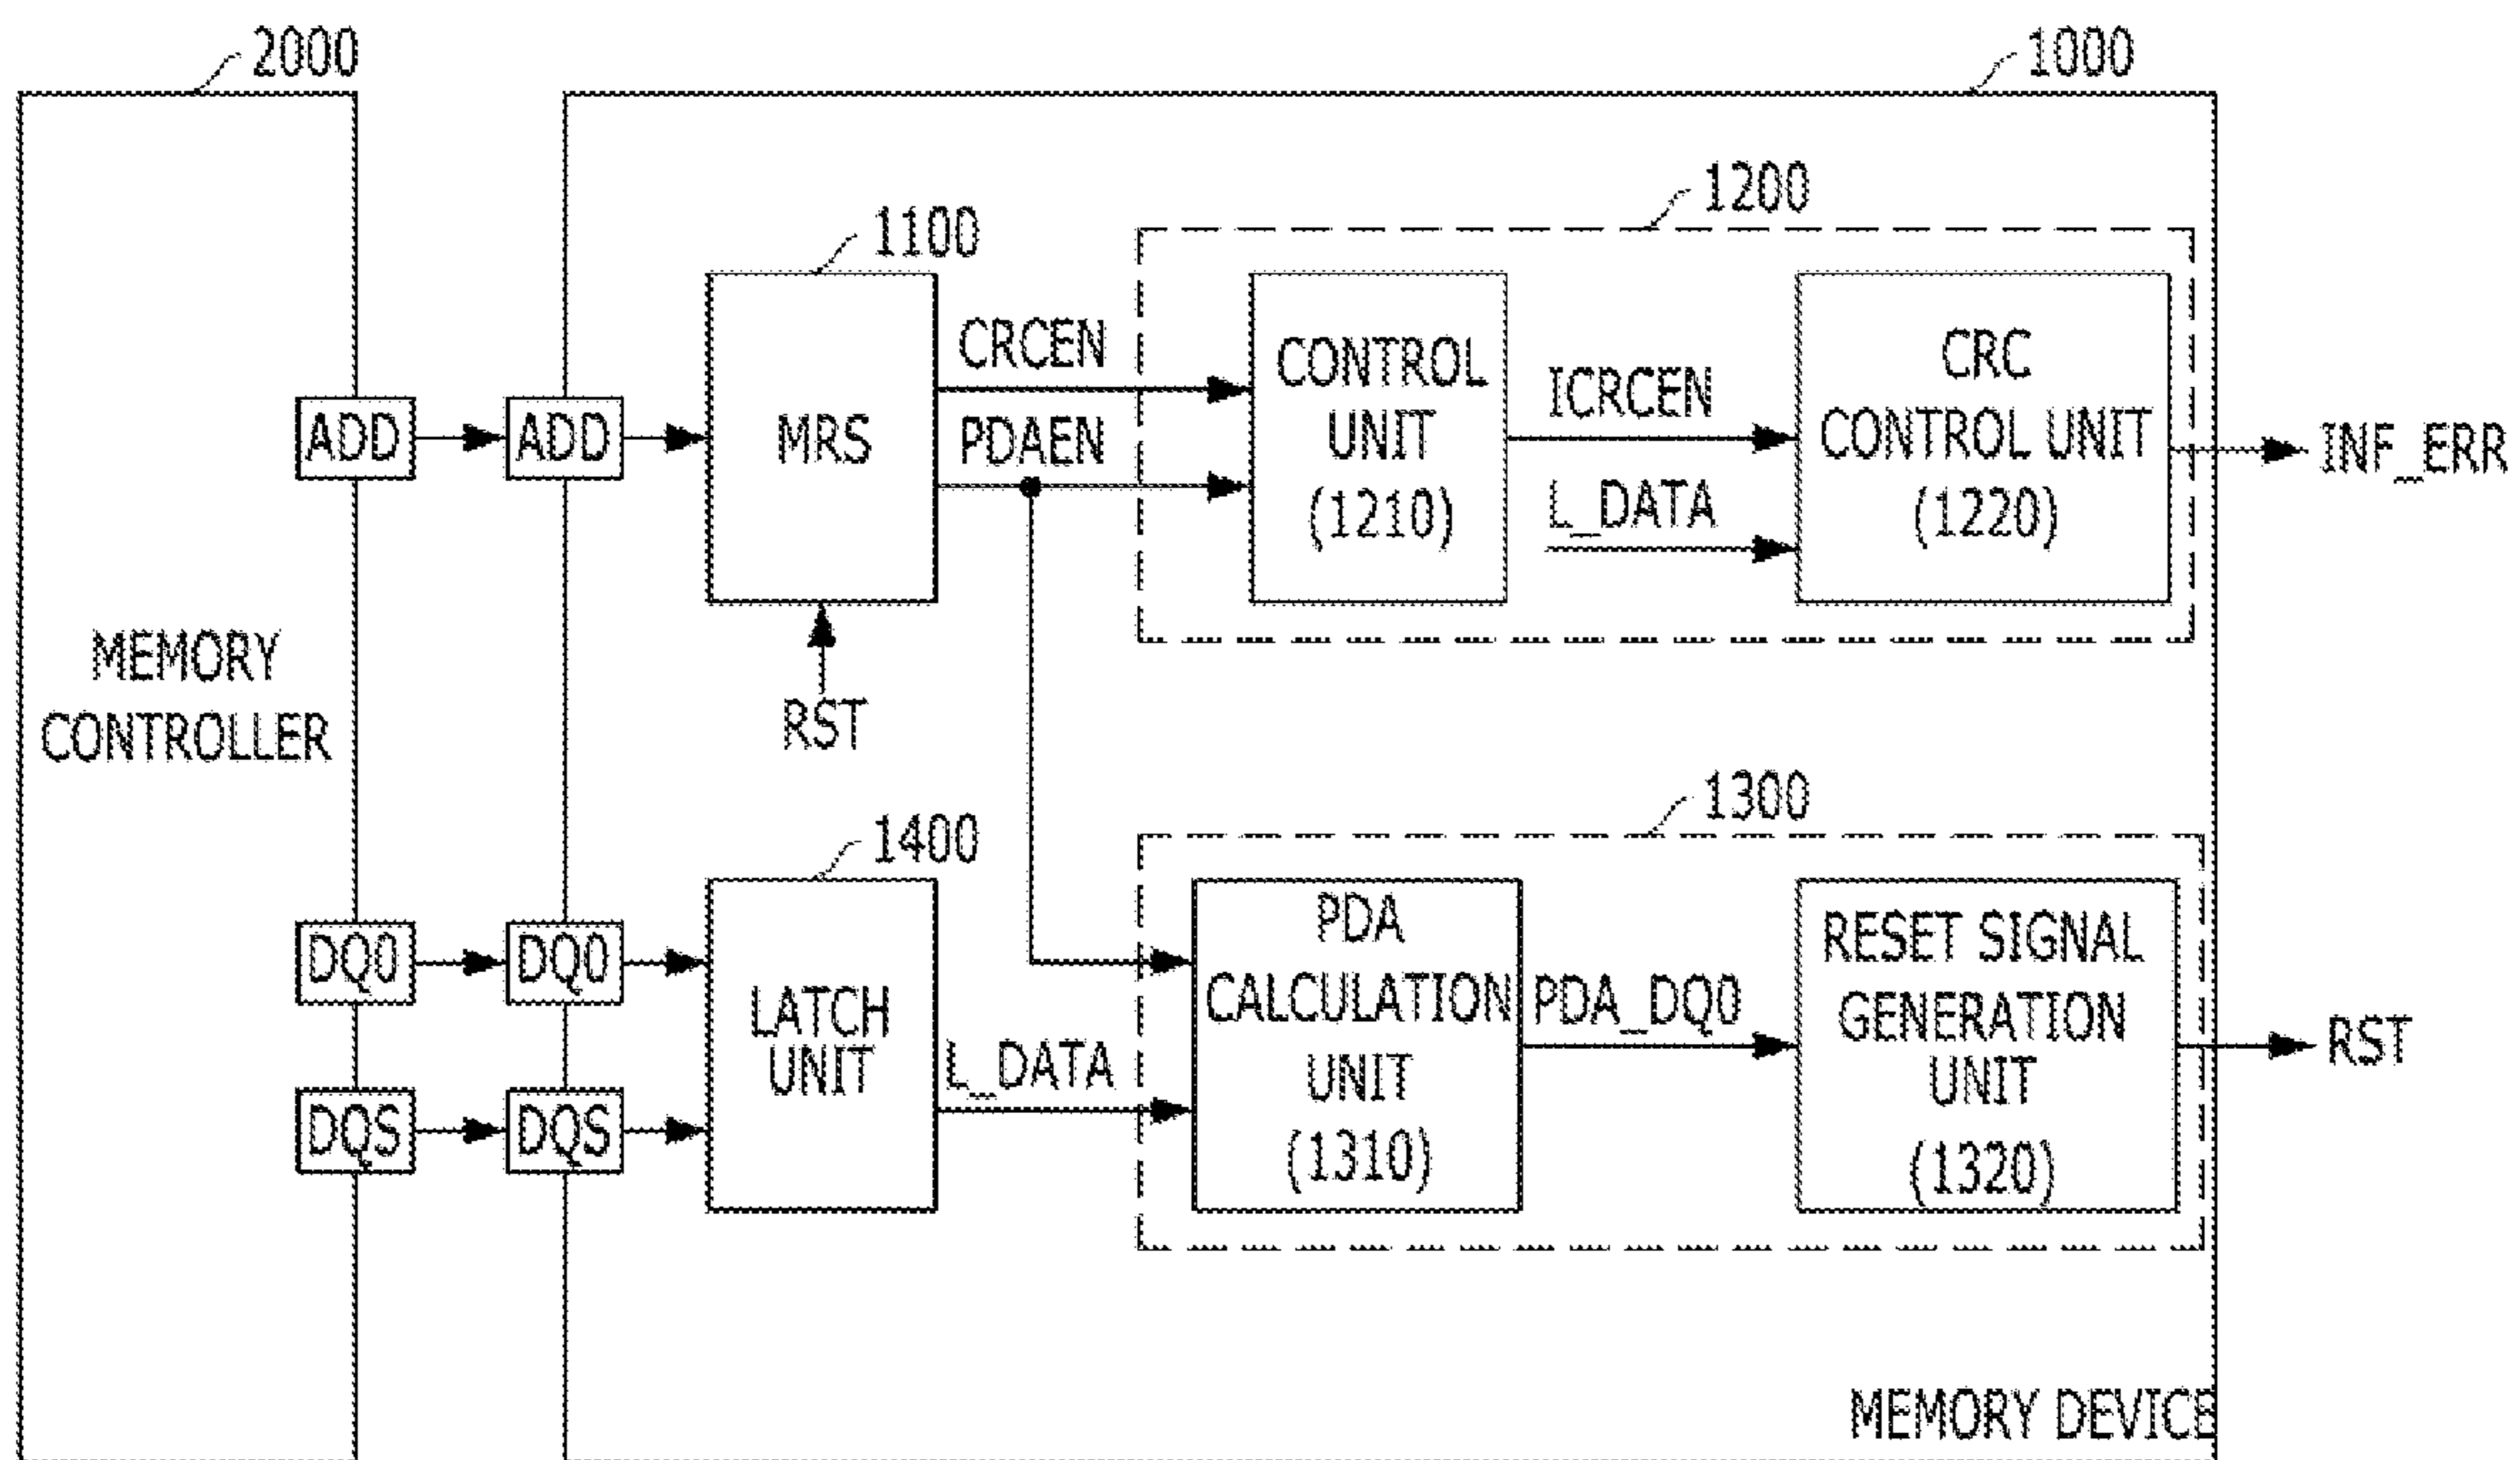 2000
1000
1200
1100
CRCEN
PDAEN
MRS
ADD
ADD
CONTROL
UNIT
(1210)
ICRCEN
L_DATA
CRC
CONTROL UNIT
(1220)
INF_ERR
RST
MEMORY
CONTROLLER
1300
1400
DQ0
DQ0
DQS
DQS
LATCH
UNIT
L_DATA
PDA
CALCULATION
UNIT
(1310)
PDA_DQ0
RESET SIGNAL
GENERATION
UNIT
(1320)
RST
MEMORY DEVICE